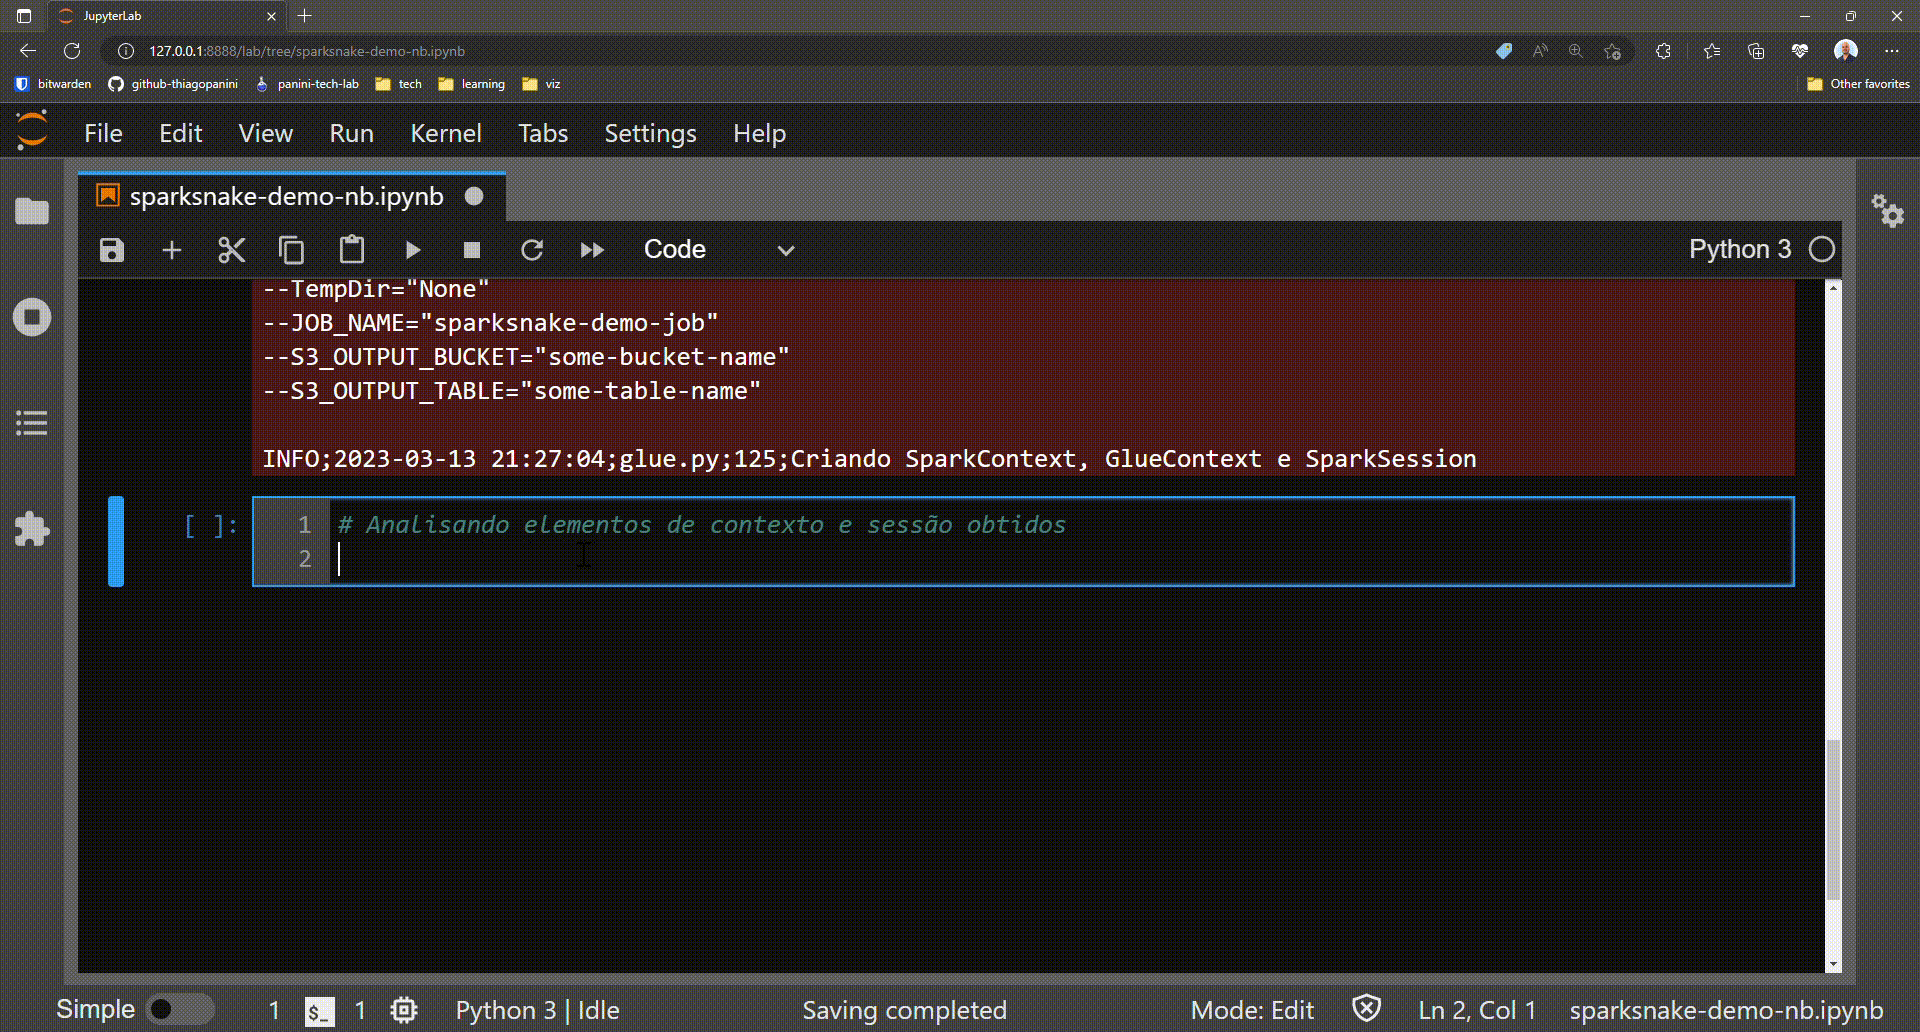 JupyterLab
127.0.0.1:8888/lab/tree/sparksnake-demo-nb.ipynb
bitwarden github-thiagopanini panini-tech-lab tech learning viz Other favorites
File Edit View Run Kernel Tabs Settings Help
sparksnake-demo-nb.ipynb
Code Python 3
--TempDir="None"
--JOB_NAME="sparksnake-demo-job"
--S3_OUTPUT_BUCKET="some-bucket-name"
--S3_OUTPUT_TABLE="some-table-name"
INFO;2023-03-13 21:27:04;glue.py;125;Criando SparkContext, GlueContext e SparkSession
[ ]: 1 # Analisando elementos de contexto e sessão obtidos
2
Simple 1 $_ 1 Python 3 | Idle Saving completed Mode: Edit Ln 2, Col 1 sparksnake-demo-nb.ipynb